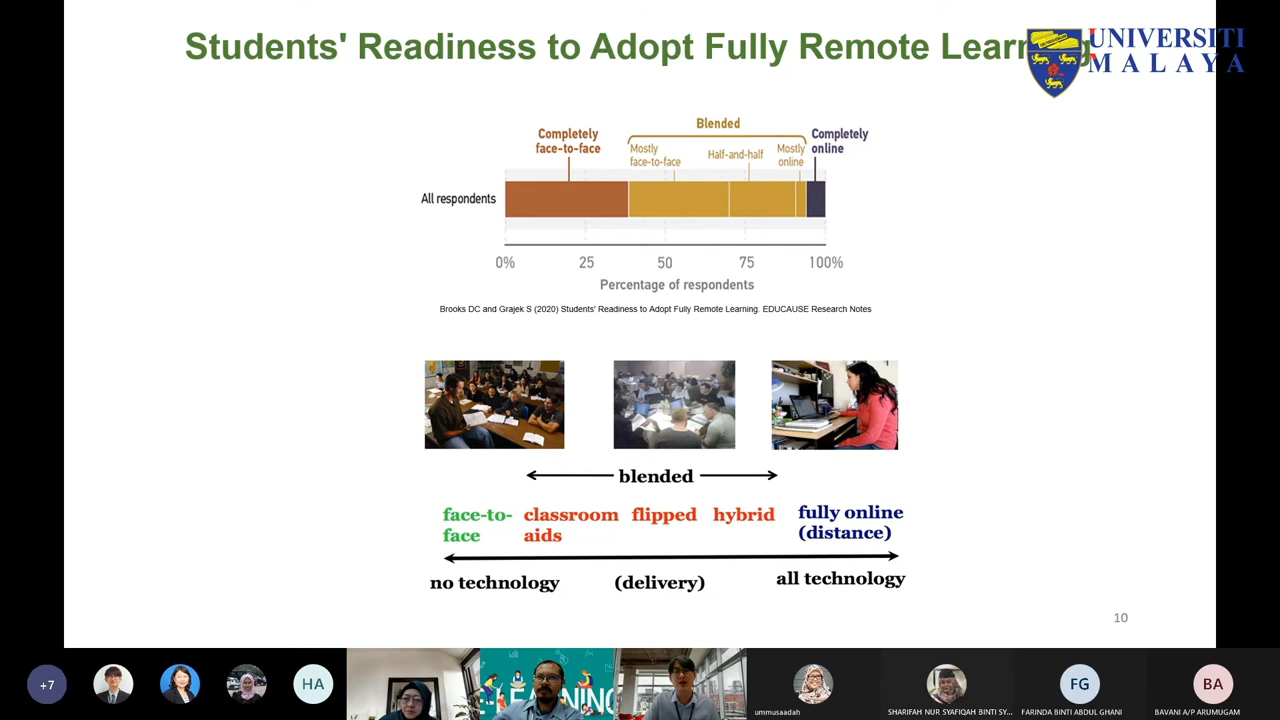 Students' Readiness to Adopt Fully Remote Learning
UNIVERSITI
MALAYA
Blended
Completely
face-to-face
Mostly
face-to-face
Half-and-half
Mostly
online
Completely
online
All respondents
0% 25 50 75 100%
Percentage of respondents
Brooks DC and Grajek S (2020) Students' Readiness to Adopt Fully Remote Learning. EDUCAUSE Research Notes
blended
face-to-
face
classroom
aids
flipped
hybrid
fully online
(distance)
no technology
(delivery)
all technology
10
+7
HA
LEARNING
ummusaadah
SHARIFAH NUR SYAFIQAH BINTI SY...
FG
FARINDA BINTI ABDUL GHANI
BA
BAVANI A/P ARUMUGAM